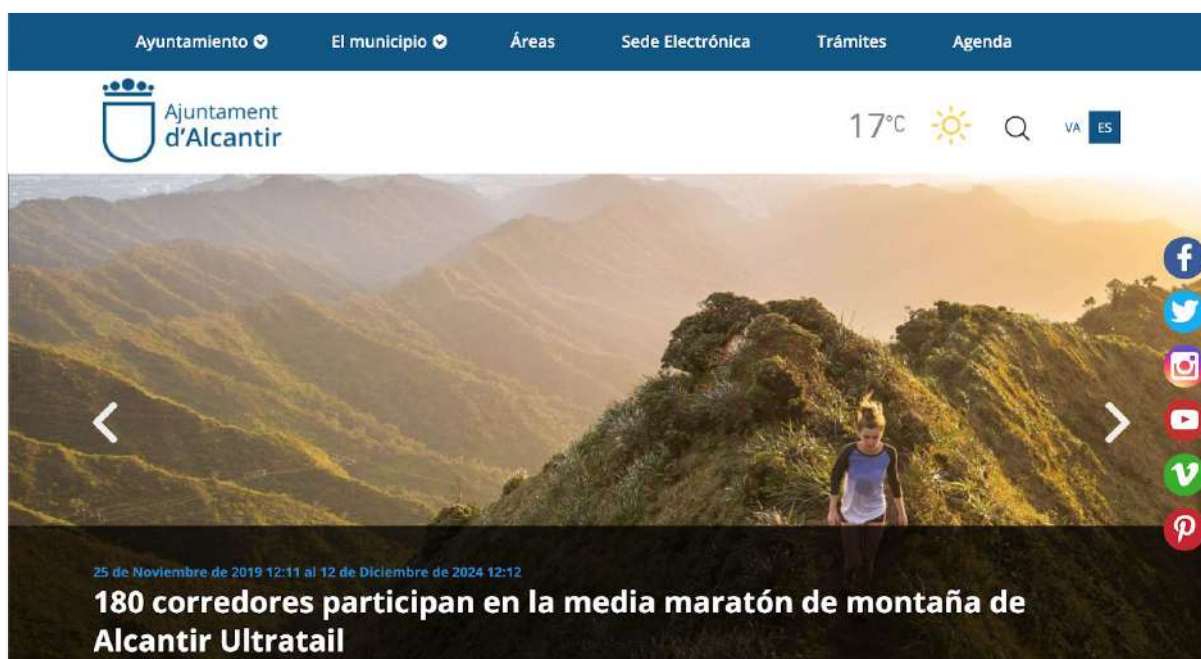 Ayuntamiento El municipio Áreas Sede Electrónica Trámites Agenda
Ajuntament
d'Alcantir
17°C
VA ES
25 de Noviembre de 2019 12:11 al 12 de Diciembre de 2024 12:12
180 corredores participan en la media maratón de montaña de
Alcantir Ultratail